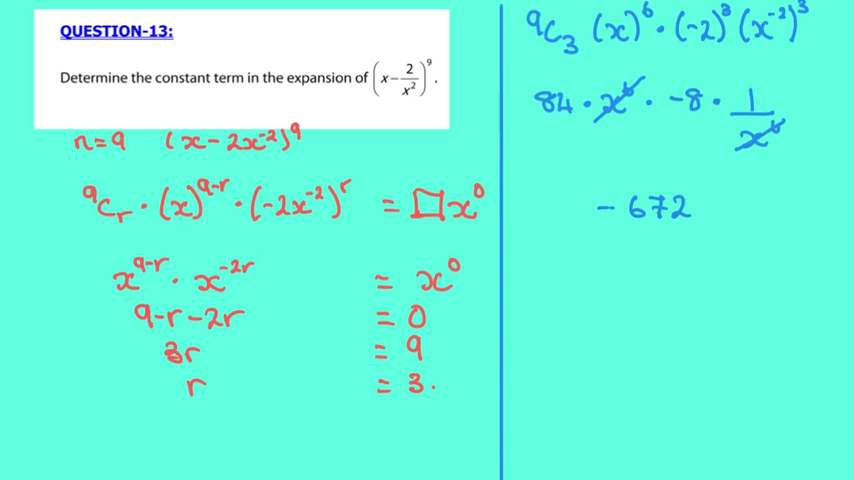 QUESTION-13:
Determine the constant term in the expansion of (x − 2/x²)⁹.
n = 9 (x − 2x⁻²)⁹
⁹Cᵣ · (x)⁹⁻ʳ · (−2x⁻²)ʳ = □x⁰
x⁹⁻ʳ · x⁻²ʳ = x⁰
9−r−2r = 0
3r = 9
r = 3.
⁹C₃ (x)⁶ · (−2)³ (x⁻²)³
84 · x⁶ · −8 · 1/x⁶
− 672